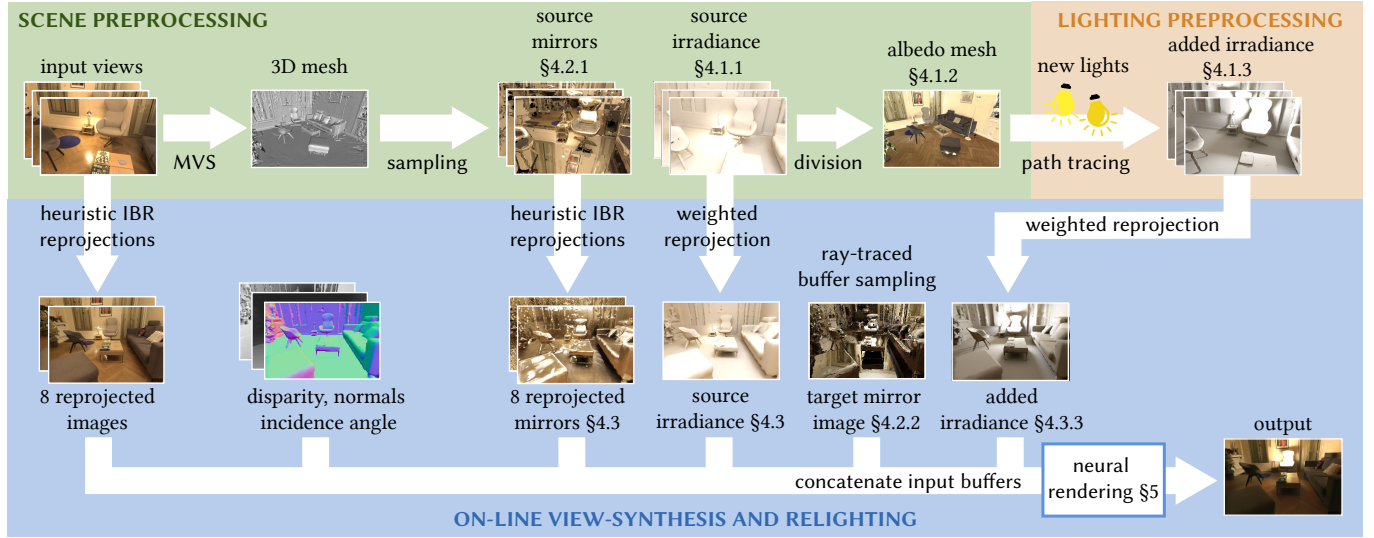 SCENE PREPROCESSING
LIGHTING PREPROCESSING
input views
3D mesh
source
mirrors
§4.2.1
source
irradiance
§4.1.1
albedo mesh
§4.1.2
new lights
added irradiance
§4.1.3
MVS
sampling
division
path tracing
heuristic IBR
reprojections
heuristic IBR
reprojections
weighted
reprojection
ray-traced
buffer sampling
weighted reprojection
8 reprojected
images
disparity, normals
incidence angle
8 reprojected
mirrors §4.3
source
irradiance §4.3
target mirror
image §4.2.2
added
irradiance §4.3.3
output
concatenate input buffers
neural
rendering §5
ON-LINE VIEW-SYNTHESIS AND RELIGHTING